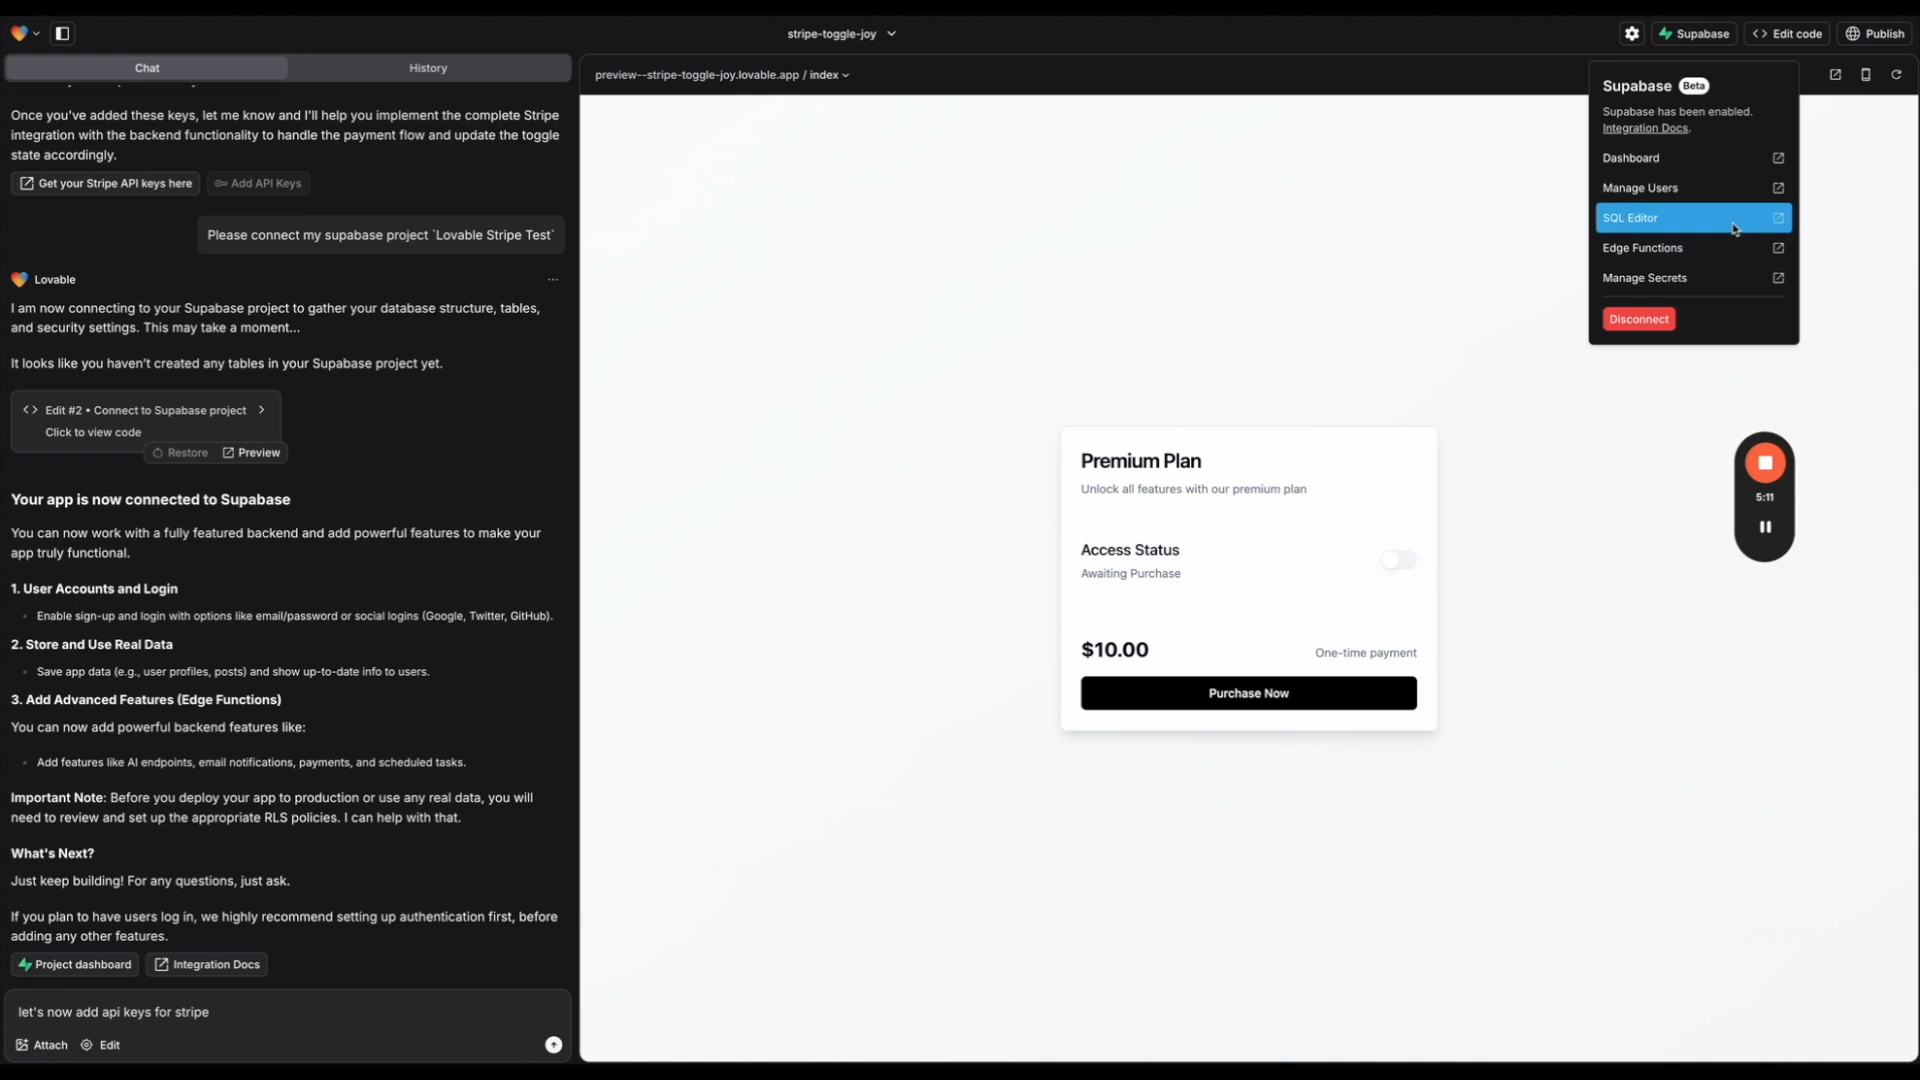 stripe-toggle-joy
Supabase
Edit code
Publish
Chat
History
Once you've added these keys, let me know and I'll help you implement the complete Stripe
integration with the backend functionality to handle the payment flow and update the toggle
state accordingly.
Get your Stripe API keys here
Add API Keys
Please connect my supabase project `Lovable Stripe Test`
Lovable
I am now connecting to your Supabase project to gather your database structure, tables,
and security settings. This may take a moment...
It looks like you haven't created any tables in your Supabase project yet.
Edit #2 • Connect to Supabase project
Click to view code
Restore
Preview
Your app is now connected to Supabase
You can now work with a fully featured backend and add powerful features to make your
app truly functional.
1. User Accounts and Login
Enable sign-up and login with options like email/password or social logins (Google, Twitter, GitHub).
2. Store and Use Real Data
Save app data (e.g., user profiles, posts) and show up-to-date info to users.
3. Add Advanced Features (Edge Functions)
You can now add powerful backend features like:
Add features like AI endpoints, email notifications, payments, and scheduled tasks.
Important Note: Before you deploy your app to production or use any real data, you will
need to review and set up the appropriate RLS policies. I can help with that.
What's Next?
Just keep building! For any questions, just ask.
If you plan to have users log in, we highly recommend setting up authentication first, before
adding any other features.
Project dashboard
Integration Docs
let's now add api keys for stripe
Attach
Edit
preview--stripe-toggle-joy.lovable.app / index
Supabase Beta
Supabase has been enabled.
Integration Docs.
Dashboard
Manage Users
SQL Editor
Edge Functions
Manage Secrets
Disconnect
Premium Plan
Unlock all features with our premium plan
Access Status
Awaiting Purchase
$10.00
One-time payment
Purchase Now
5:11